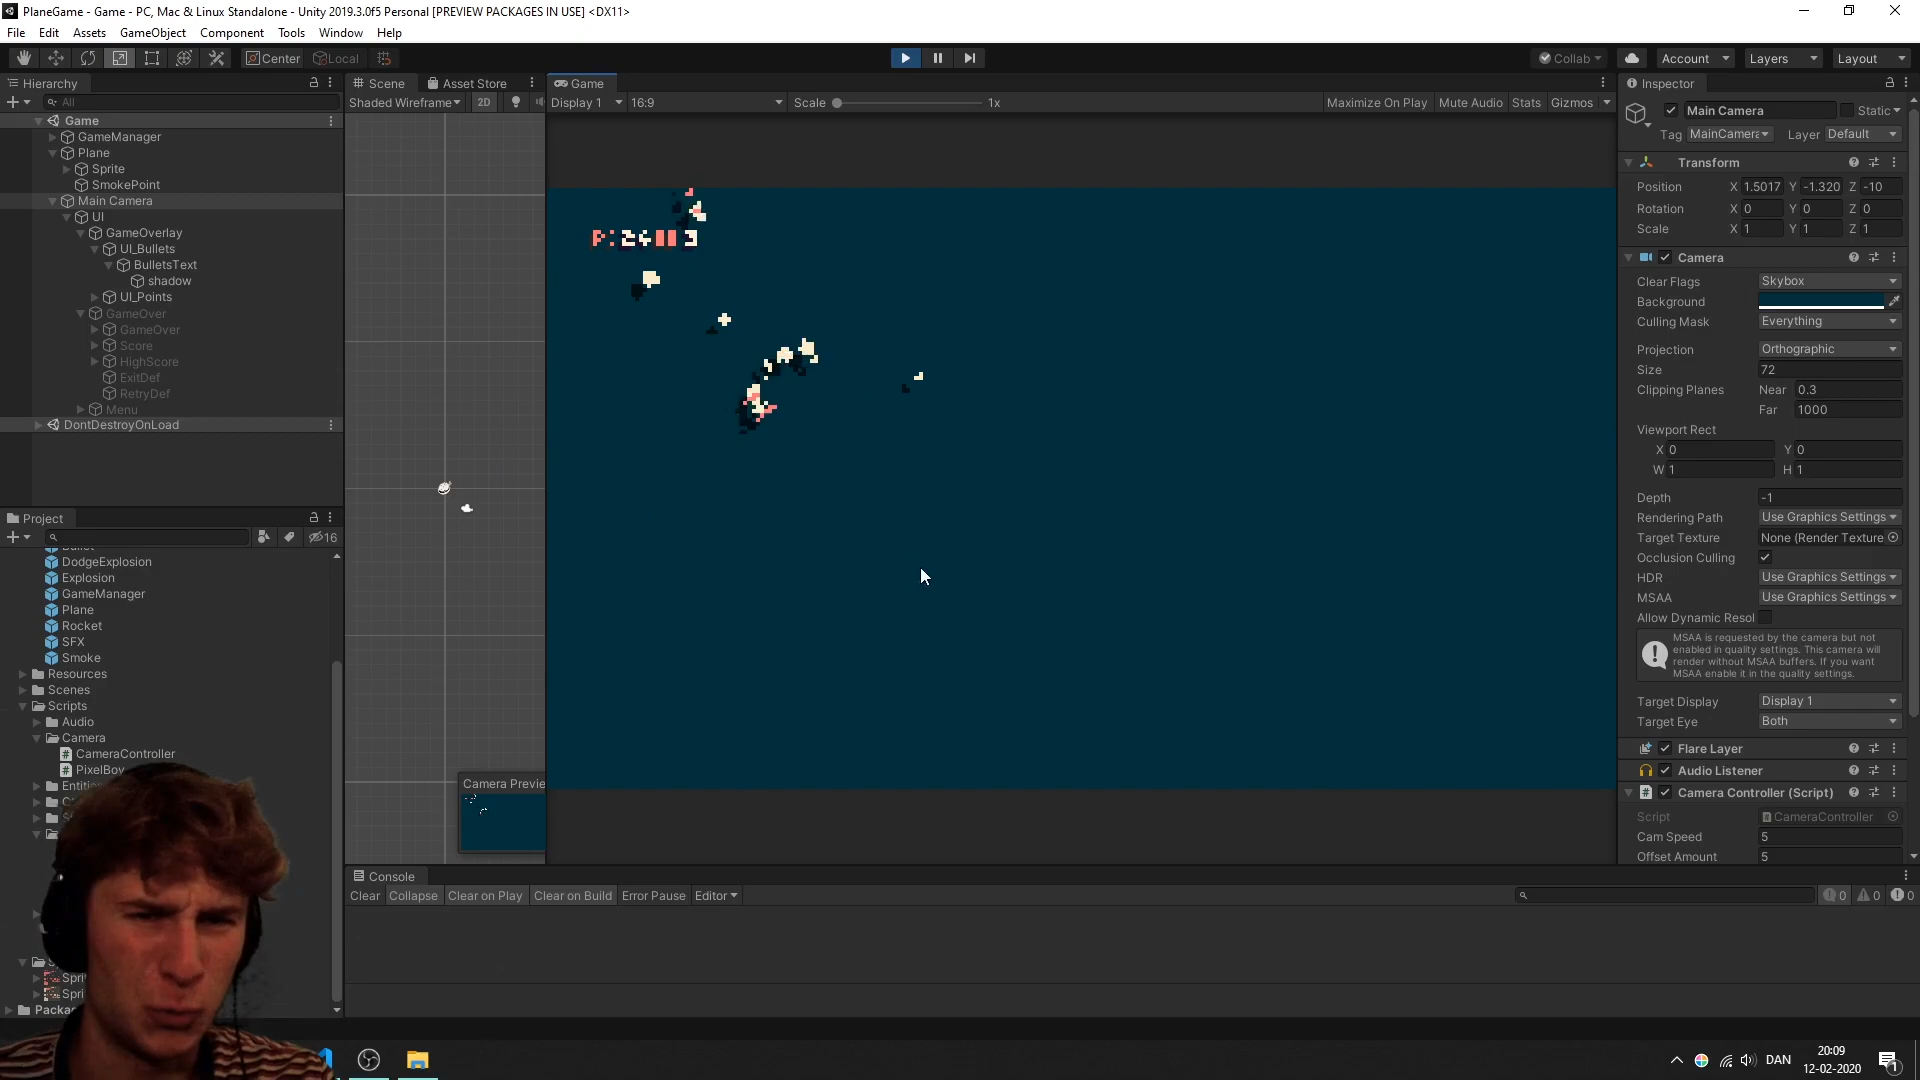 PlaneGame - Game - PC, Mac & Linux Standalone - Unity 2019.3.0f5 Personal [PREVIEW PACKAGES IN USE] <DX11>
File Edit Assets GameObject Component Tools Window Help
Center Local Collab Account Layers Layout
Hierarchy
All
Game
GameManager
Plane
Sprite
SmokePoint
Main Camera
UI
GameOverlay
UI_Bullets
BulletsText
shadow
UI_Points
GameOver
GameOver
Score
HighScore
ExitDef
RetryDef
Menu
DontDestroyOnLoad
Project
16
DodgeExplosion
Explosion
GameManager
Plane
Rocket
SFX
Smoke
Resources
Scenes
Scripts
Audio
Camera
CameraController
PixelBoy
Entitie
Spri
Spri
Packa
Scene Asset Store
Shaded Wireframe 2D
Camera Previe
Game
Display 1 16:9 Scale 1x Maximize On Play Mute Audio Stats Gizmos
P:24 3
Console
Clear Collapse Clear on Play Clear on Build Error Pause Editor
0 0 0
Inspector
Main Camera Static
Tag MainCamera Layer Default
Transform
Position X 1.5017 Y -1.320 Z -10
Rotation X 0 Y 0 Z 0
Scale X 1 Y 1 Z 1
Camera
Clear Flags Skybox
Background
Culling Mask Everything
Projection Orthographic
Size 72
Clipping Planes Near 0.3
Far 1000
Viewport Rect
X 0 Y 0
W 1 H 1
Depth -1
Rendering Path Use Graphics Settings
Target Texture None (Render Texture
Occlusion Culling
HDR Use Graphics Settings
MSAA Use Graphics Settings
Allow Dynamic Resol
MSAA is requested by the camera but not
enabled in quality settings. This camera will
render without MSAA buffers. If you want
MSAA enable it in the quality settings.
Target Display Display 1
Target Eye Both
Flare Layer
Audio Listener
Camera Controller (Script)
Script CameraController
Cam Speed 5
Offset Amount 5
DAN
20:09
12-02-2020
1